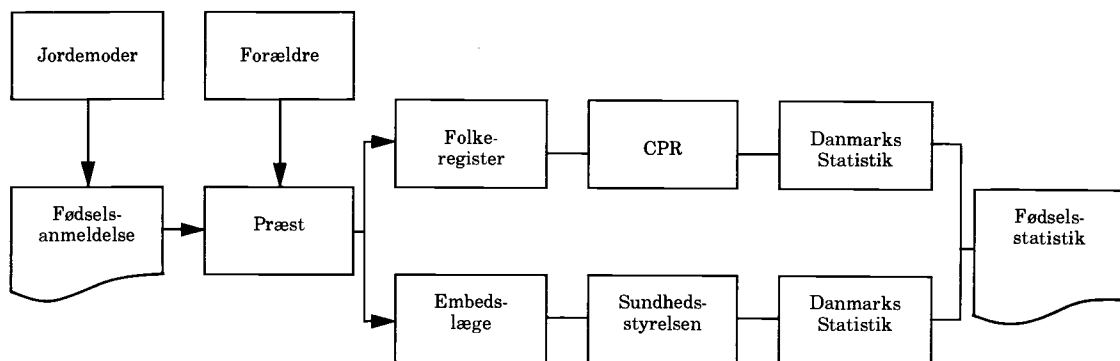 Jordemoder
Forældre
Folke-
register
CPR
Danmarks
Statistik
Fødsels-
anmeldelse
Præst
Fødsels-
statistik
Embeds-
læge
Sundheds-
styrelsen
Danmarks
Statistik